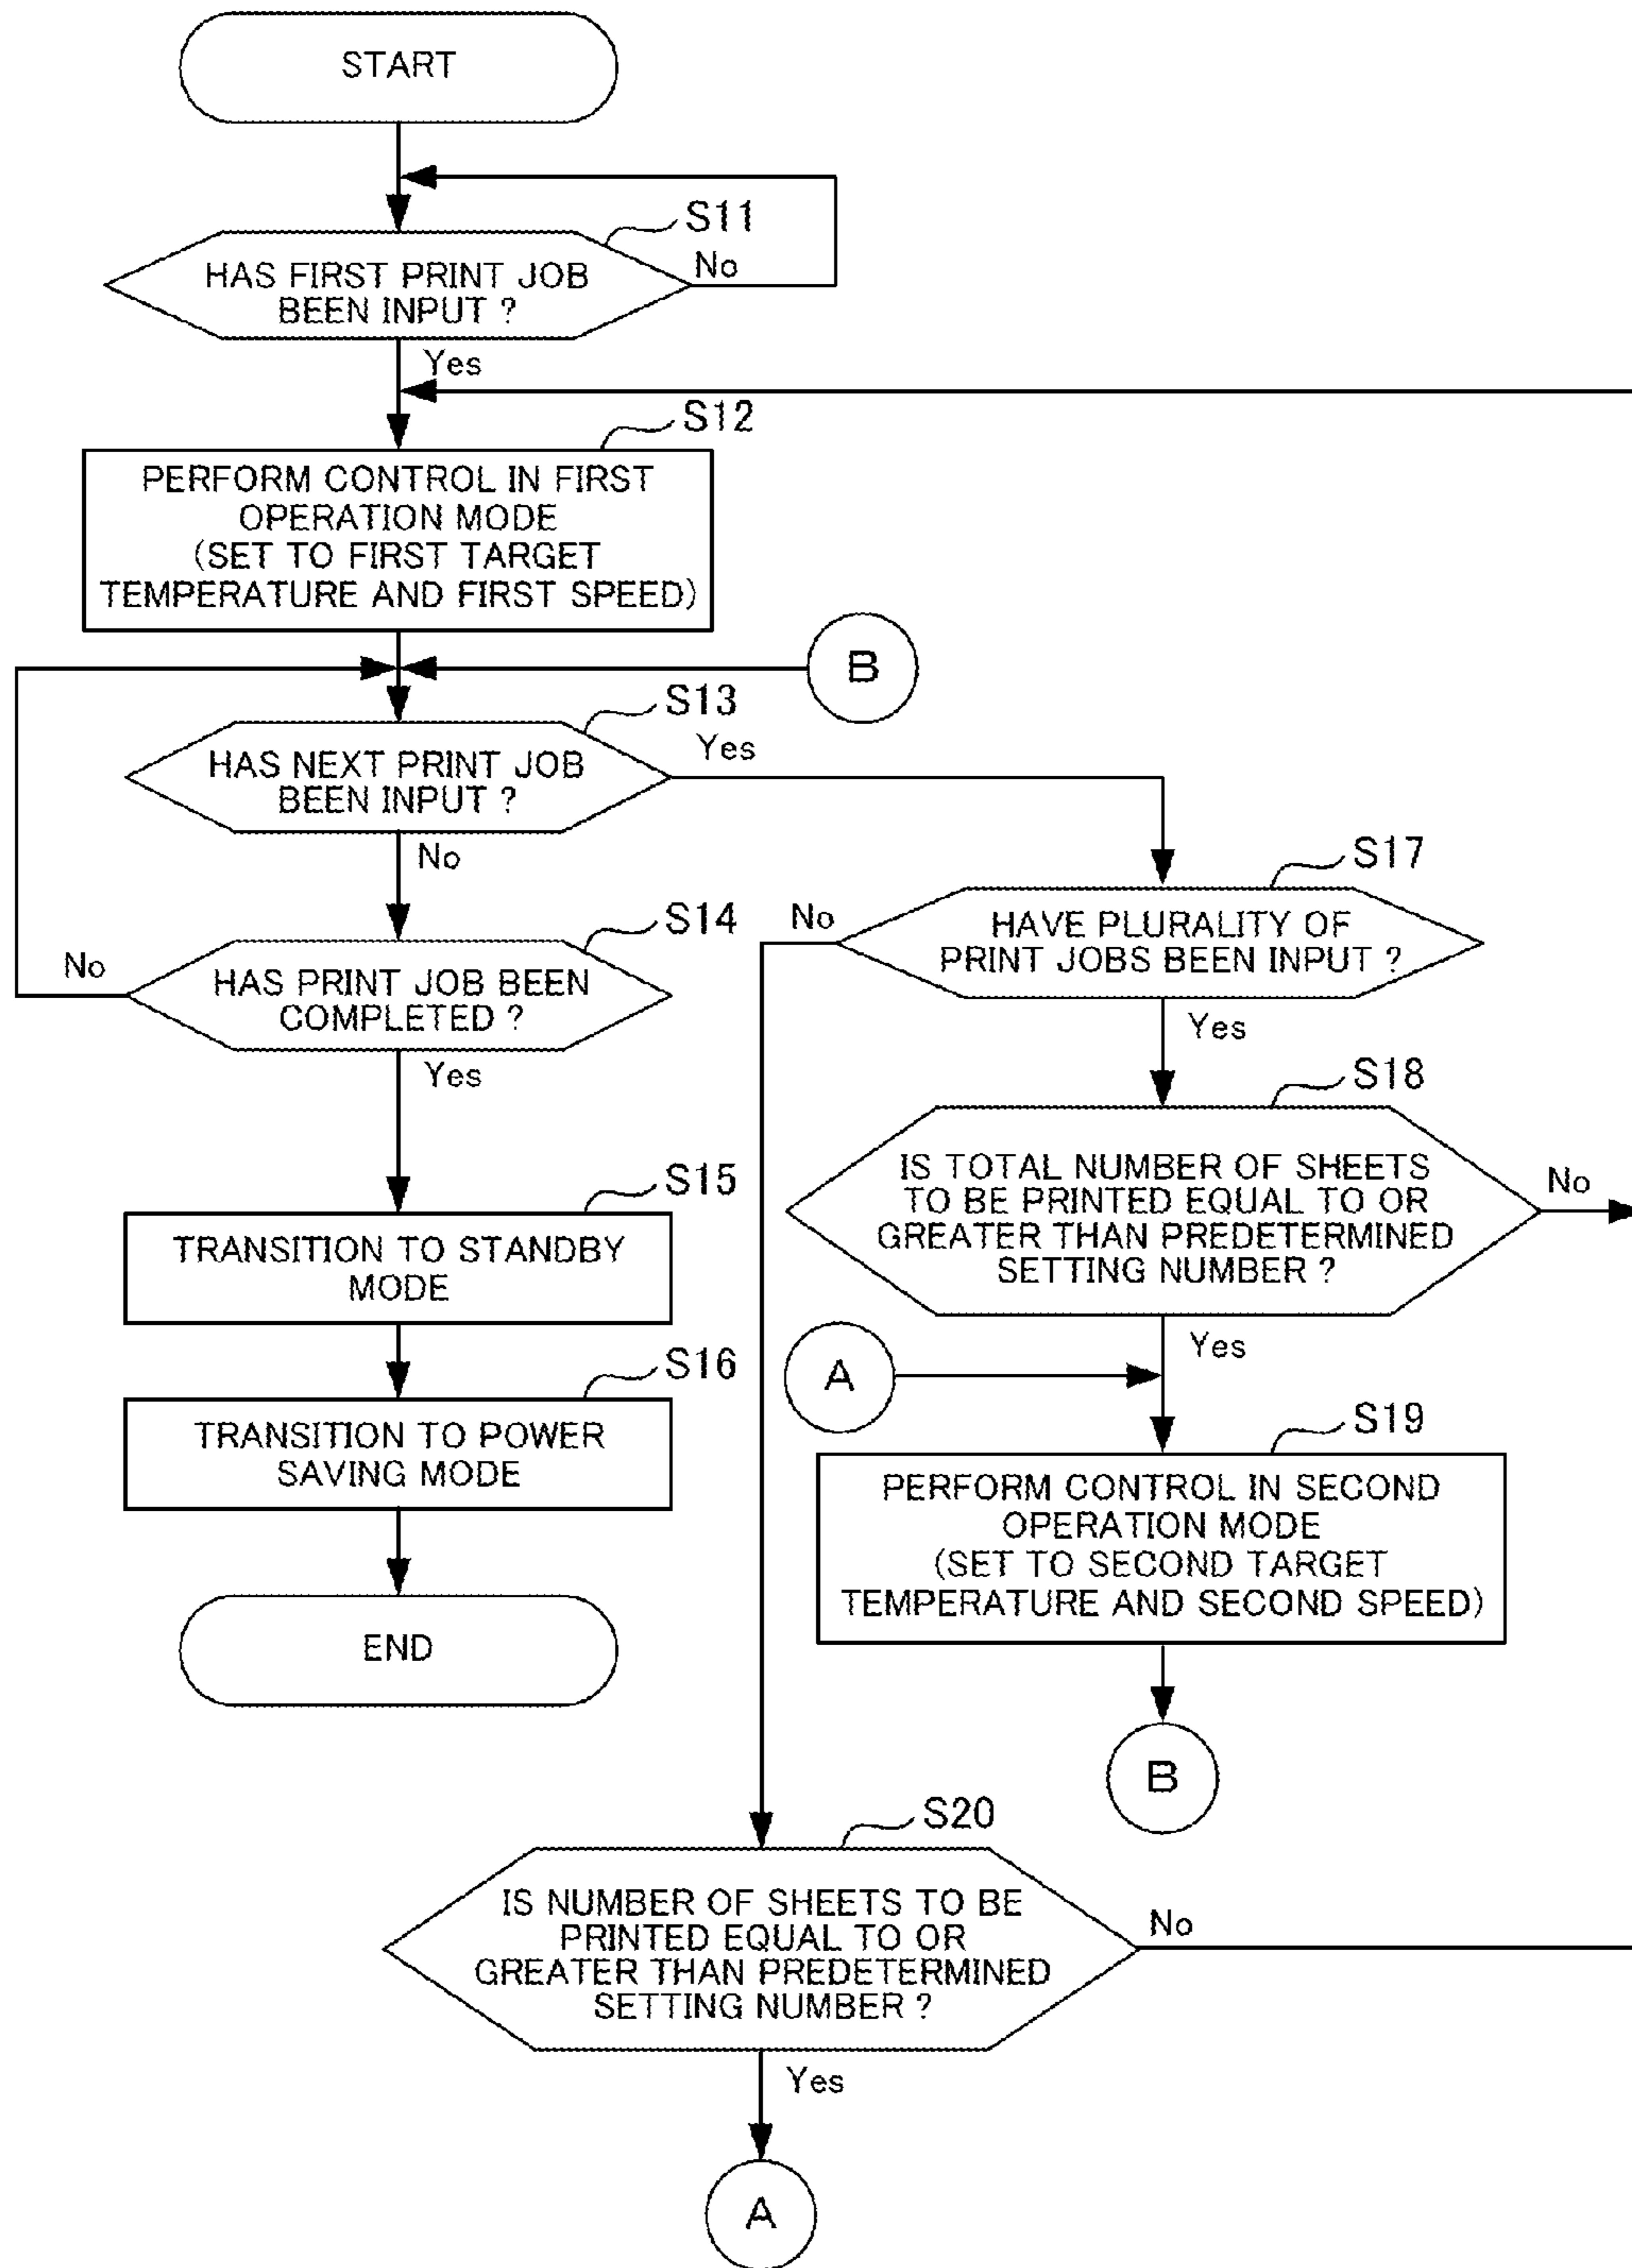 START
S11
HAS FIRST PRINT JOB
BEEN INPUT ?
No
Yes
S12
PERFORM CONTROL IN FIRST
OPERATION MODE
(SET TO FIRST TARGET
TEMPERATURE AND FIRST SPEED)
B
S13
HAS NEXT PRINT JOB
BEEN INPUT ?
Yes
No
S14
HAS PRINT JOB BEEN
COMPLETED ?
No
Yes
S15
TRANSITION TO STANDBY
MODE
S16
TRANSITION TO POWER
SAVING MODE
END
S17
HAVE PLURALITY OF
PRINT JOBS BEEN INPUT ?
No
Yes
S18
IS TOTAL NUMBER OF SHEETS
TO BE PRINTED EQUAL TO OR
GREATER THAN PREDETERMINED
SETTING NUMBER ?
No
Yes
A
S19
PERFORM CONTROL IN SECOND
OPERATION MODE
(SET TO SECOND TARGET
TEMPERATURE AND SECOND SPEED)
B
S20
IS NUMBER OF SHEETS TO BE
PRINTED EQUAL TO OR
GREATER THAN PREDETERMINED
SETTING NUMBER ?
No
Yes
A